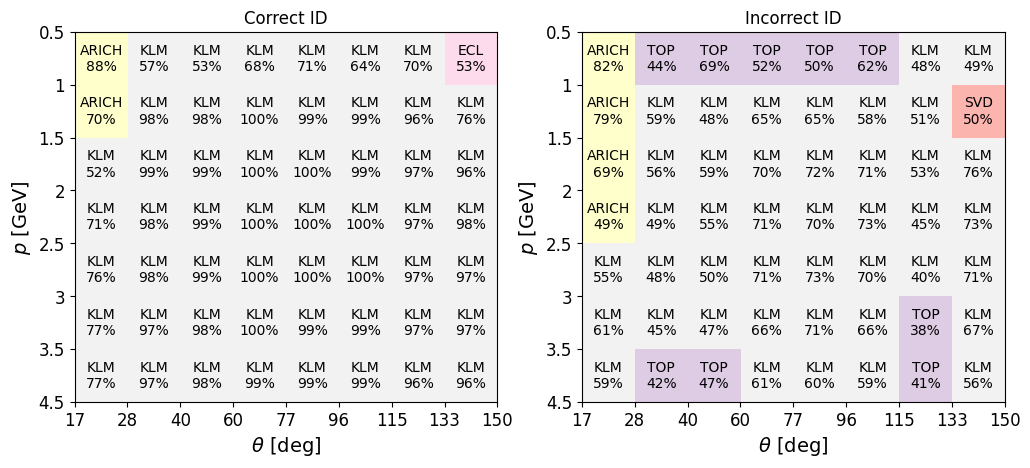 Correct ID
Incorrect ID
0.5
ARICH KLM KLM KLM KLM KLM KLM ECL
88% 57% 53% 68% 71% 64% 70% 53%
1
ARICH KLM KLM KLM KLM KLM KLM KLM
70% 98% 98% 100% 99% 99% 96% 76%
1.5
KLM KLM KLM KLM KLM KLM KLM KLM
52% 99% 99% 100% 100% 99% 97% 96%
2
KLM KLM KLM KLM KLM KLM KLM KLM
71% 98% 99% 100% 100% 100% 97% 98%
2.5
KLM KLM KLM KLM KLM KLM KLM KLM
76% 98% 99% 100% 100% 100% 97% 97%
3
KLM KLM KLM KLM KLM KLM KLM KLM
77% 97% 98% 100% 99% 99% 97% 97%
3.5
KLM KLM KLM KLM KLM KLM KLM KLM
77% 97% 98% 99% 99% 99% 96% 96%
4.5
17 28 40 60 77 96 115 133 150
p [GeV]
θ [deg]
0.5
ARICH TOP TOP TOP TOP TOP KLM KLM
82% 44% 69% 52% 50% 62% 48% 49%
1
ARICH KLM KLM KLM KLM KLM KLM SVD
79% 59% 48% 65% 65% 58% 51% 50%
1.5
ARICH KLM KLM KLM KLM KLM KLM KLM
69% 56% 59% 70% 72% 71% 53% 76%
2
ARICH KLM KLM KLM KLM KLM KLM KLM
49% 49% 55% 71% 70% 73% 45% 73%
2.5
KLM KLM KLM KLM KLM KLM KLM KLM
55% 48% 50% 71% 73% 70% 40% 71%
3
KLM KLM KLM KLM KLM KLM TOP KLM
61% 45% 47% 66% 71% 66% 38% 67%
3.5
KLM TOP TOP KLM KLM KLM TOP KLM
59% 42% 47% 61% 60% 59% 41% 56%
4.5
17 28 40 60 77 96 115 133 150
p [GeV]
θ [deg]